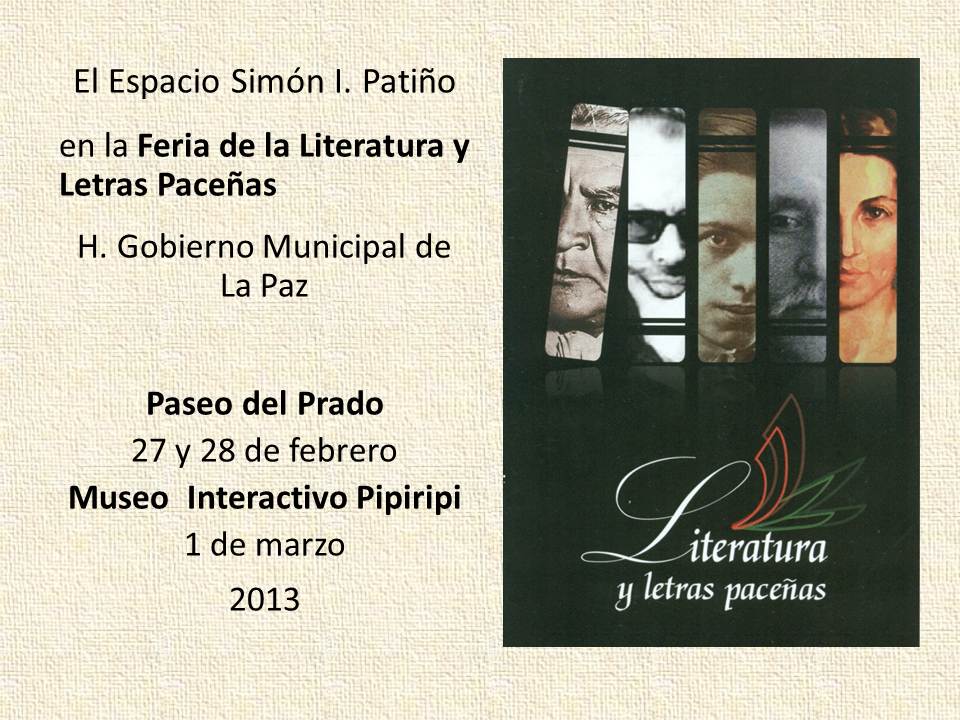 El Espacio Simón I. Patiño
en la Feria de la Literatura y
Letras Paceñas
H. Gobierno Municipal de
La Paz
Paseo del Prado
27 y 28 de febrero
Museo  Interactivo Pipiripi
1 de marzo
2013
Literatura
y letras paceñas